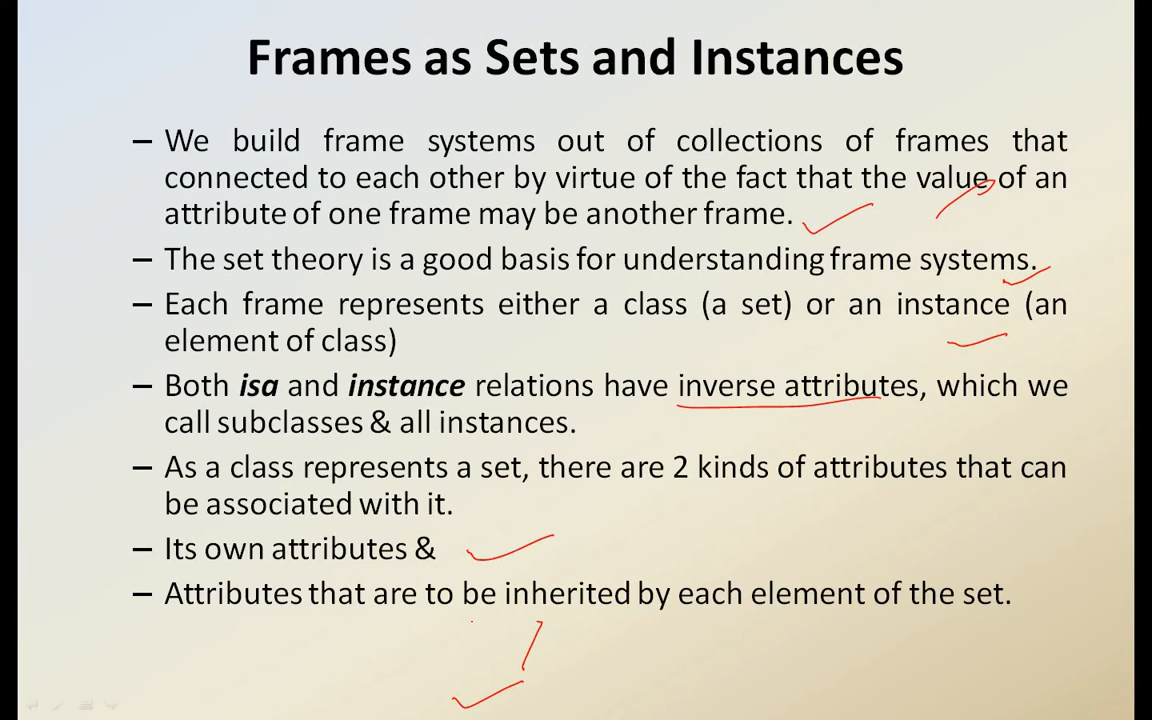 Frames as Sets and Instances
– We build frame systems out of collections of frames that
connected to each other by virtue of the fact that the value of an
attribute of one frame may be another frame.
– The set theory is a good basis for understanding frame systems.
– Each frame represents either a class (a set) or an instance (an
element of class)
– Both isa and instance relations have inverse attributes, which we
call subclasses & all instances.
– As a class represents a set, there are 2 kinds of attributes that can
be associated with it.
– Its own attributes &
– Attributes that are to be inherited by each element of the set.